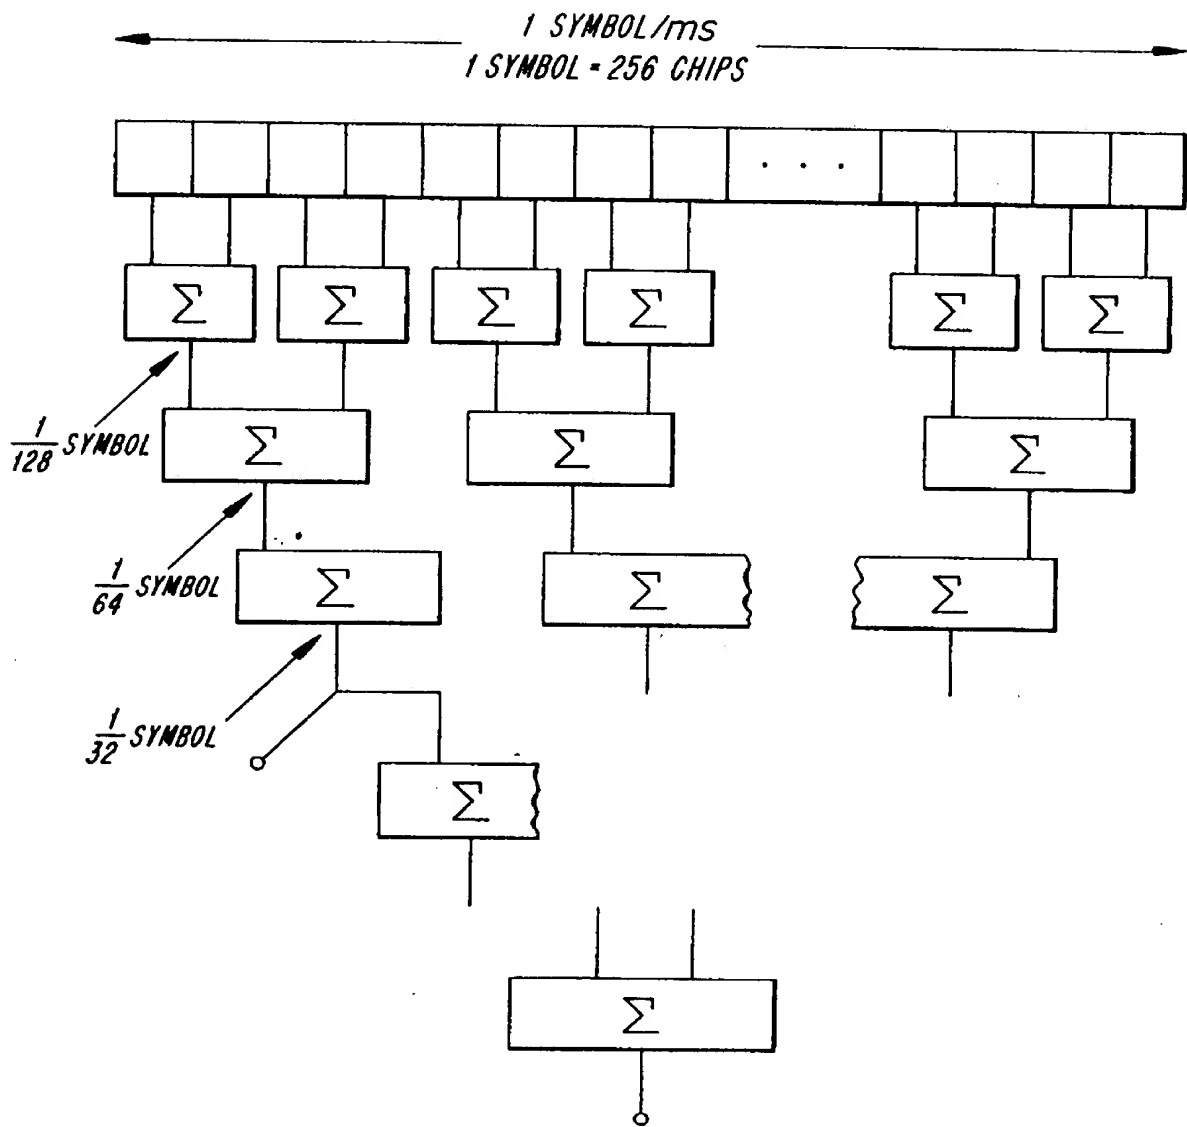 1 SYMBOL/ms
1 SYMBOL = 256 CHIPS
. . .
Σ Σ Σ Σ Σ Σ
1/128 SYMBOL
Σ Σ Σ
1/64 SYMBOL
Σ Σ Σ
1/32 SYMBOL
Σ
Σ